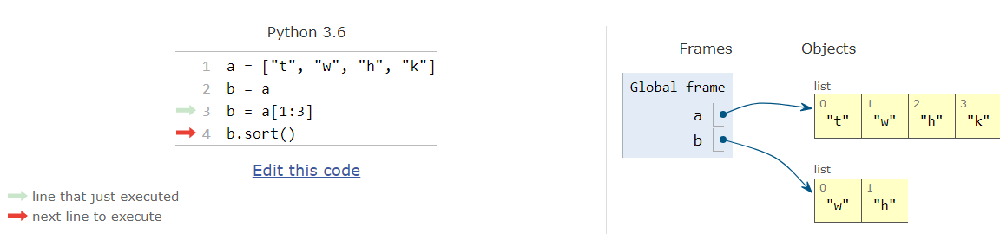 Python 3.6
1 a = ["t", "w", "h", "k"]
2 b = a
3 b = a[1:3]
4 b.sort()
Edit this code
line that just executed
next line to execute
Frames Objects
Global frame
a
b
list
0 1 2 3
"t" "w" "h" "k"
list
0 1
"w" "h"